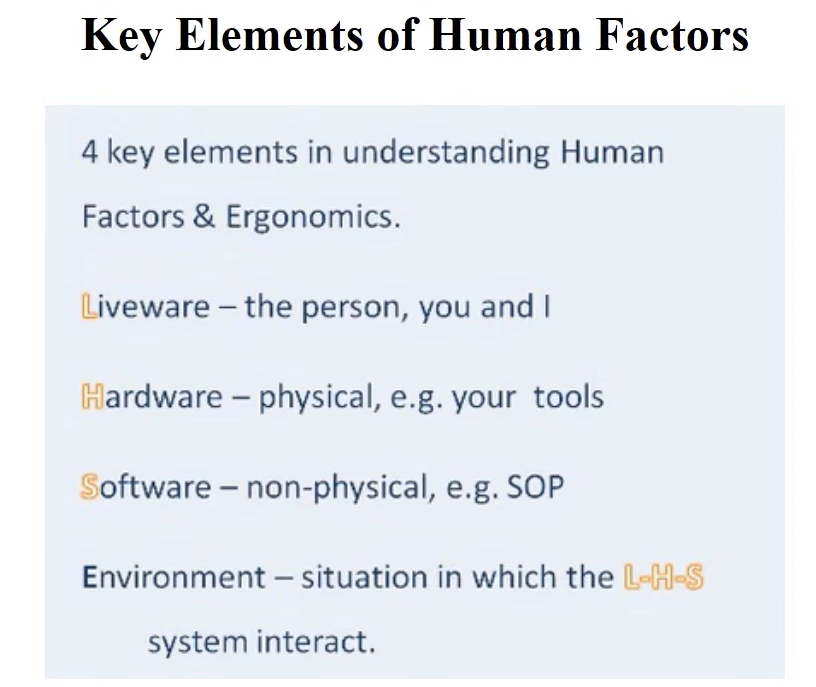 Key Elements of Human Factors
4 key elements in understanding Human
Factors & Ergonomics.
Liveware – the person, you and I
Hardware – physical, e.g. your tools
Software – non-physical, e.g. SOP
Environment – situation in which the L-H-S
system interact.